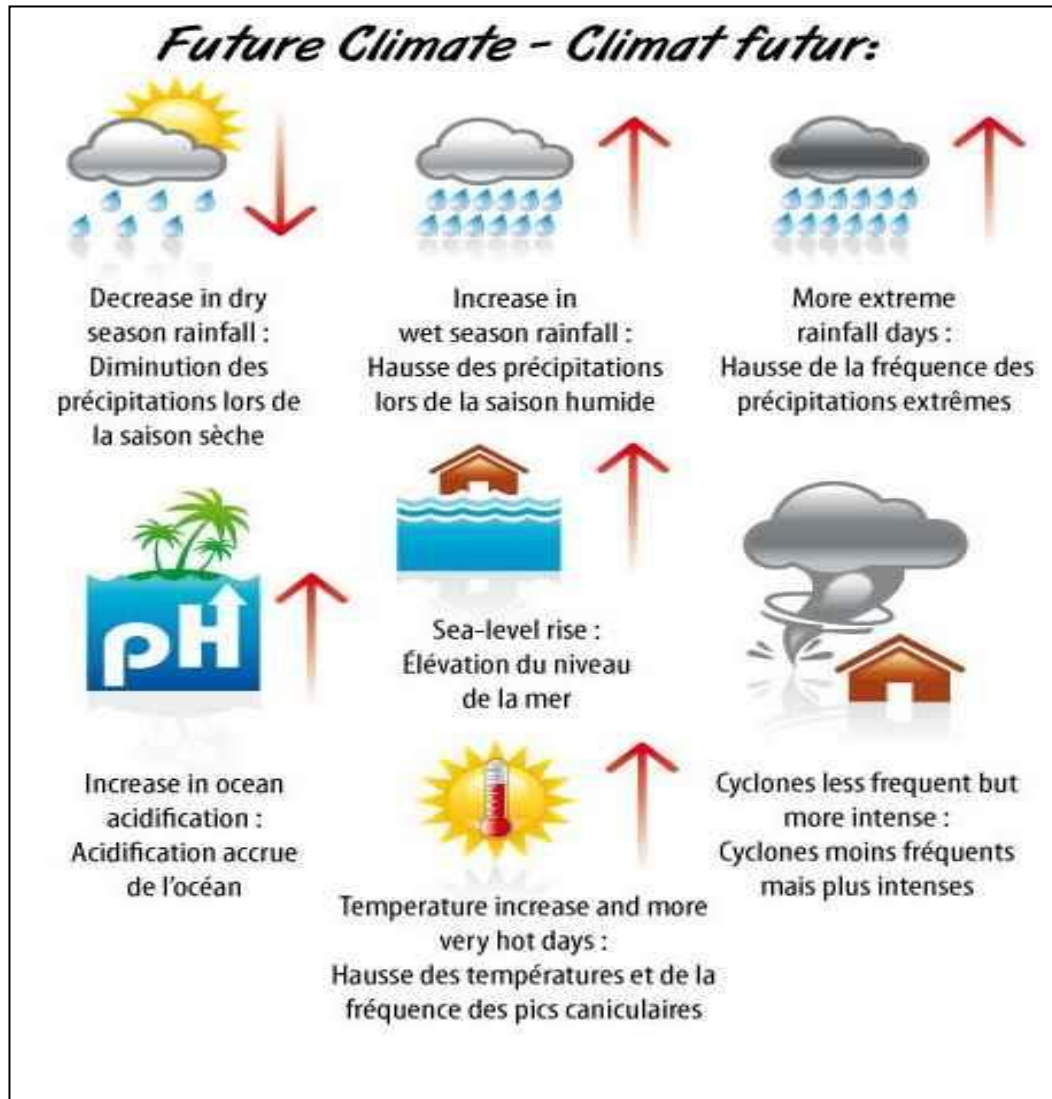 Future Climate - Climat futur:
Decrease in dry
season rainfall :
Diminution des
précipitations lors de
la saison sèche
Increase in
wet season rainfall :
Hausse des précipitations
lors de la saison humide
More extreme
rainfall days :
Hausse de la fréquence des
précipitations extrêmes
pH
Increase in ocean
acidification :
Acidification accrue
de l'océan
Sea-level rise :
Élévation du niveau
de la mer
Cyclones less frequent but
more intense :
Cyclones moins fréquents
mais plus intenses
Temperature increase and more
very hot days :
Hausse des températures et de la
fréquence des pics caniculaires